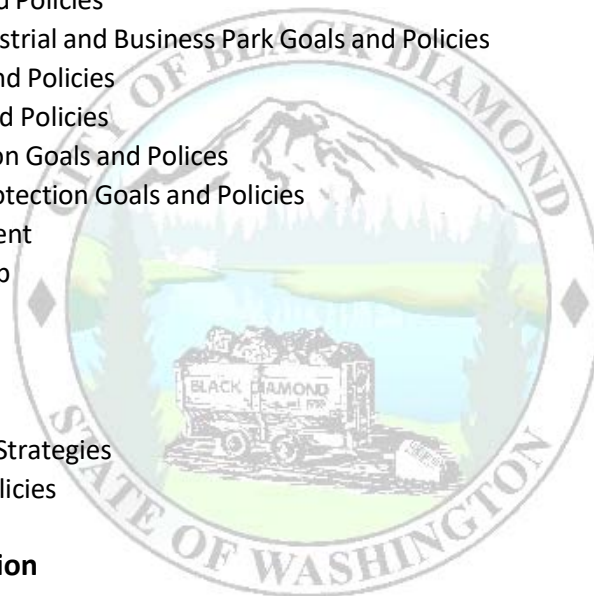 d Policies
strial and Business Park Goals and Policies
nd Policies
d Policies
on Goals and Polices
otection Goals and Policies
ent
p
Strategies
licies
ion
CITY OF BLACK DIAMOND
BLACK DIAMOND
STATE OF WASHINGTON